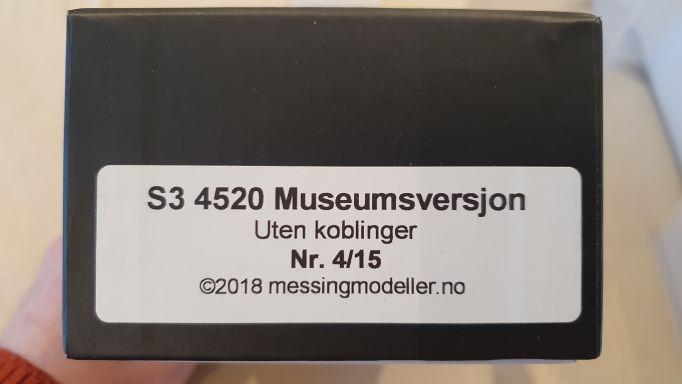 S3 4520 Museumsversjon
Uten koblinger
Nr. 4/15
©2018 messingmodeller.no